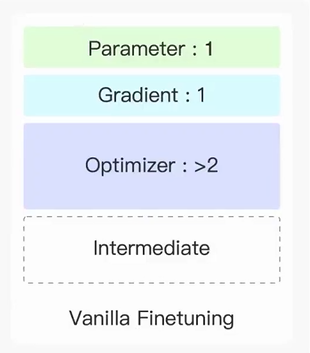 Parameter : 1
Gradient : 1
Optimizer : >2
Intermediate
Vanilla Finetuning